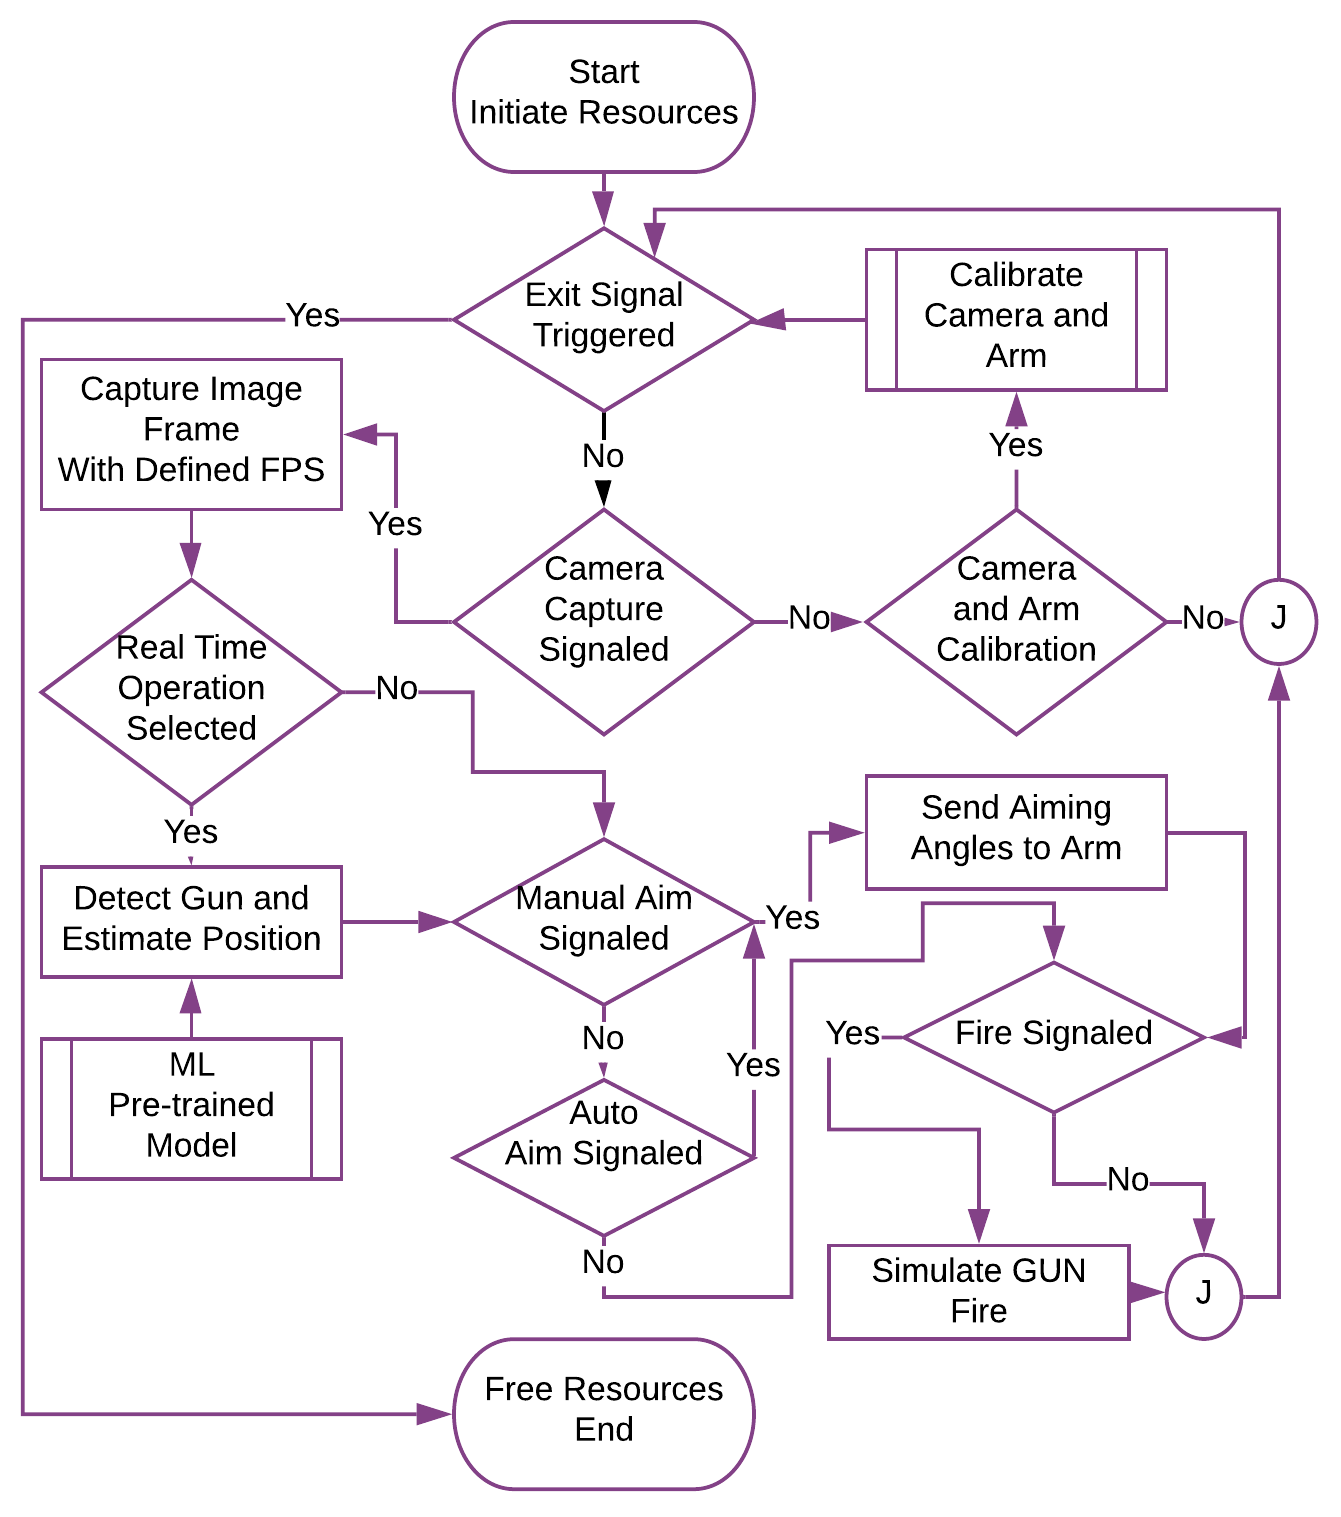 Start
Initiate Resources
Exit Signal
Triggered
Yes
No
Calibrate
Camera and
Arm
Yes
Capture Image
Frame
With Defined FPS
Yes
Camera
Capture
Signaled
No
Camera
and Arm
Calibration
No
J
Real Time
Operation
Selected
No
Yes
Detect Gun and
Estimate Position
ML
Pre-trained
Model
Manual Aim
Signaled
Yes
No
Send Aiming
Angles to Arm
Auto
Aim Signaled
Yes
No
Fire Signaled
Yes
No
Simulate GUN
Fire
J
Free Resources
End